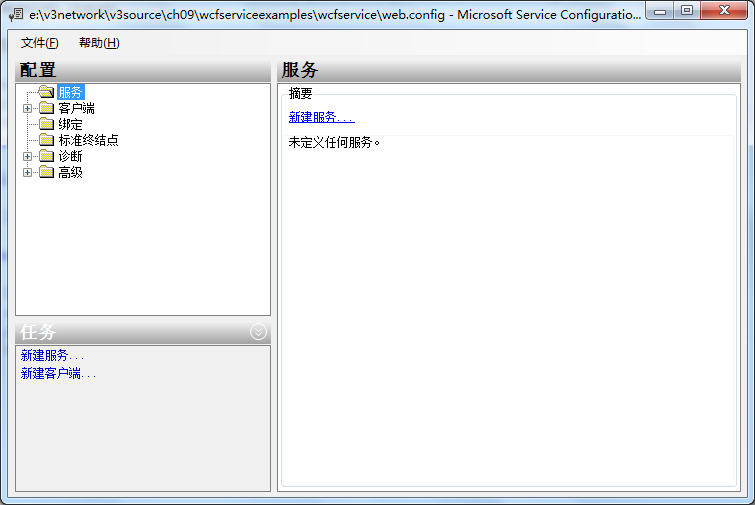 e:\v3network\v3source\ch09\wcfserviceexamples\wcfservice\web.config - Microsoft Service Configuratio...
文件(F) 帮助(H)
配置
服务
客户端
绑定
标准终结点
诊断
高级
任务
新建服务...
新建客户端...
服务
摘要
新建服务...
未定义任何服务。